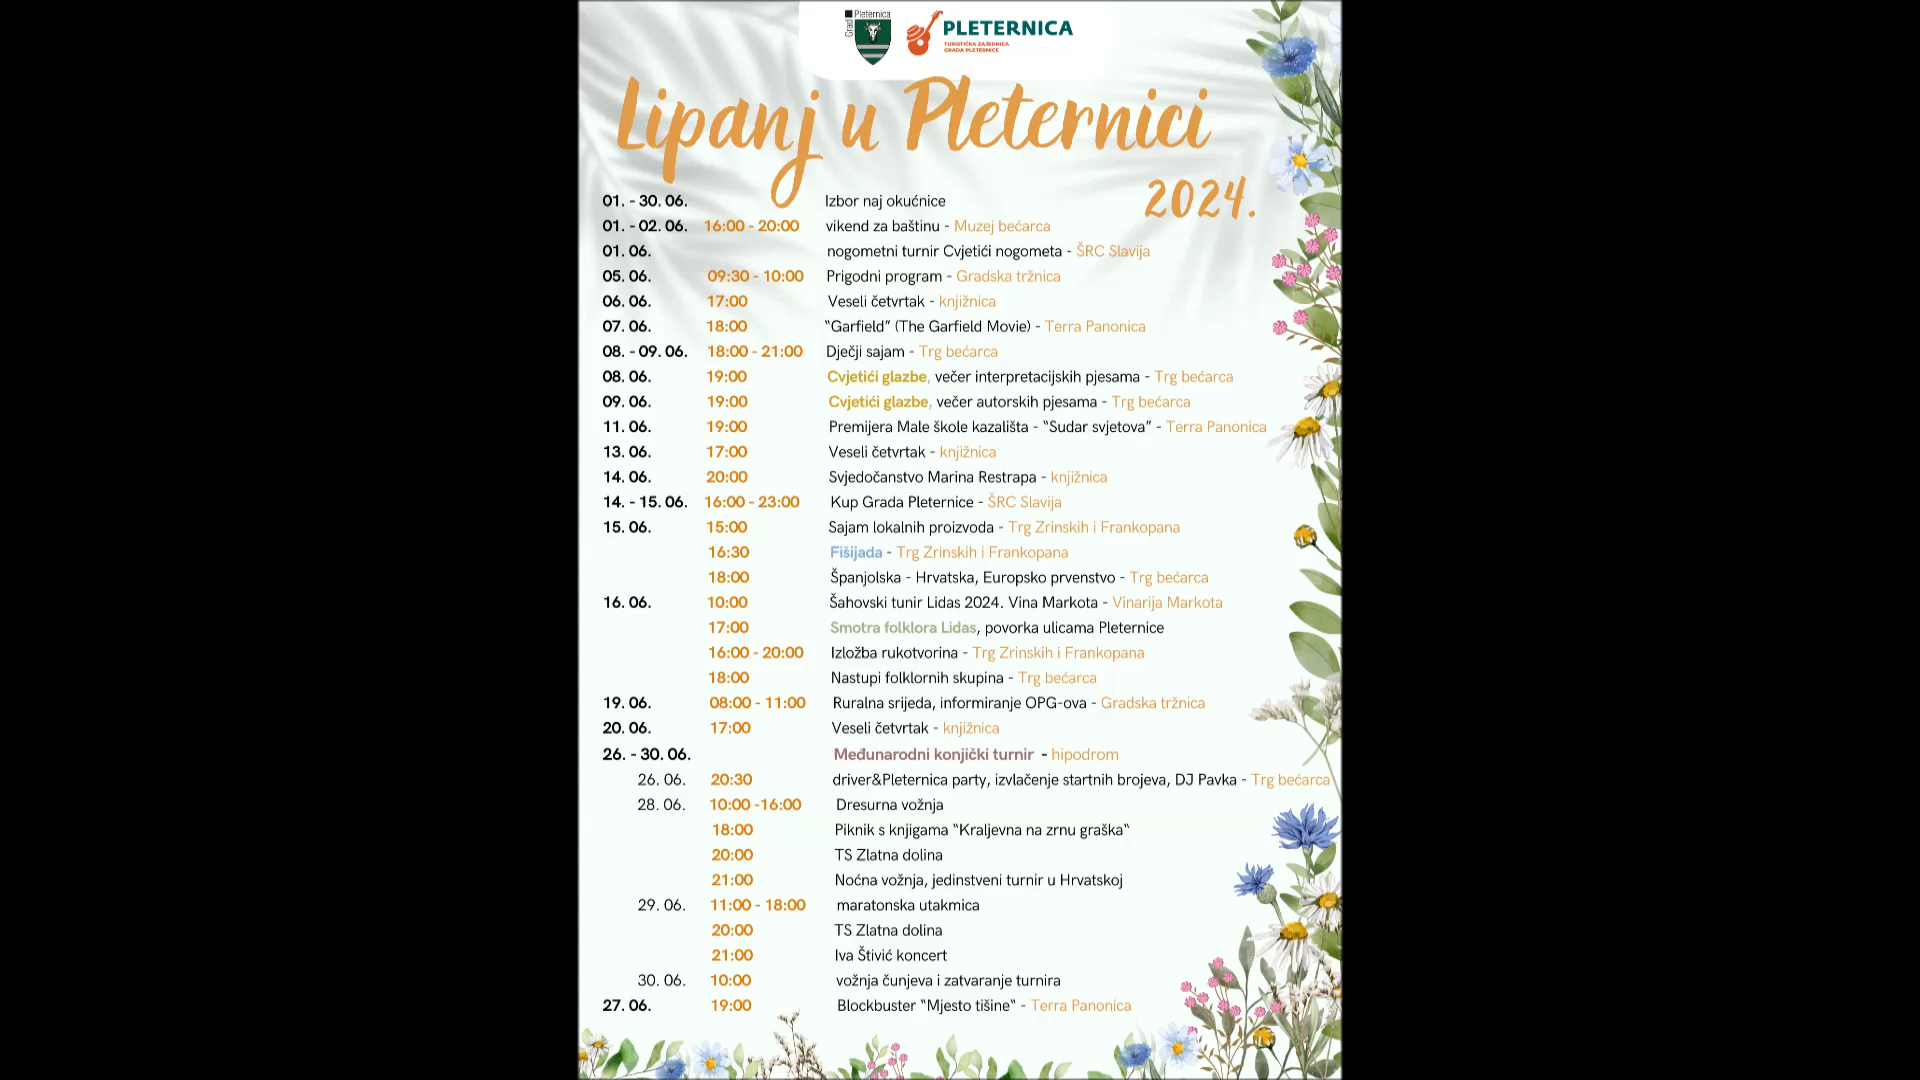 Grad Pleternica
PLETERNICA
TURISTIČKA ZAJEDNICA
GRADA PLETERNICE
Lipanj u Pleternici
2024.
01. - 30. 06. Izbor naj okućnice
01. - 02. 06. 16:00 - 20:00 vikend za baštinu - Muzej bećarca
01. 06. nogometni turnir Cvjetići nogometa - ŠRC Slavija
05. 06. 09:30 - 10:00 Prigodni program - Gradska tržnica
06. 06. 17:00 Veseli četvrtak - knjižnica
07. 06. 18:00 “Garfield” (The Garfield Movie) - Terra Panonica
08. - 09. 06. 18:00 - 21:00 Dječji sajam - Trg bećarca
08. 06. 19:00 Cvjetići glazbe, večer interpretacijskih pjesama - Trg bećarca
09. 06. 19:00 Cvjetići glazbe, večer autorskih pjesama - Trg bećarca
11. 06. 19:00 Premijera Male škole kazališta - “Sudar svjetova” - Terra Panonica
13. 06. 17:00 Veseli četvrtak - knjižnica
14. 06. 20:00 Svjedočanstvo Marina Restrapa - knjižnica
14. - 15. 06. 16:00 - 23:00 Kup Grada Pleternice - ŠRC Slavija
15. 06. 15:00 Sajam lokalnih proizvoda - Trg Zrinskih i Frankopana
16:30 Fišijada - Trg Zrinskih i Frankopana
18:00 Španjolska - Hrvatska, Europsko prvenstvo - Trg bećarca
16. 06. 10:00 Šahovski tunir Lidas 2024. Vina Markota - Vinarija Markota
17:00 Smotra folklora Lidas, povorka ulicama Pleternice
16:00 - 20:00 Izložba rukotvorina - Trg Zrinskih i Frankopana
18:00 Nastupi folklornih skupina - Trg bećarca
19. 06. 08:00 - 11:00 Ruralna srijeda, informiranje OPG-ova - Gradska tržnica
20. 06. 17:00 Veseli četvrtak - knjižnica
26. - 30. 06. Međunarodni konjički turnir - hipodrom
26. 06. 20:30 driver&Pleternica party, izvlačenje startnih brojeva, DJ Pavka - Trg bećarca
28. 06. 10:00 -16:00 Dresurna vožnja
18:00 Piknik s knjigama “Kraljevna na zrnu graška“
20:00 TS Zlatna dolina
21:00 Noćna vožnja, jedinstveni turnir u Hrvatskoj
29. 06. 11:00 - 18:00 maratonska utakmica
20:00 TS Zlatna dolina
21:00 Iva Štivić koncert
30. 06. 10:00 vožnja čunjeva i zatvaranje turnira
27. 06. 19:00 Blockbuster “Mjesto tišine“ - Terra Panonica